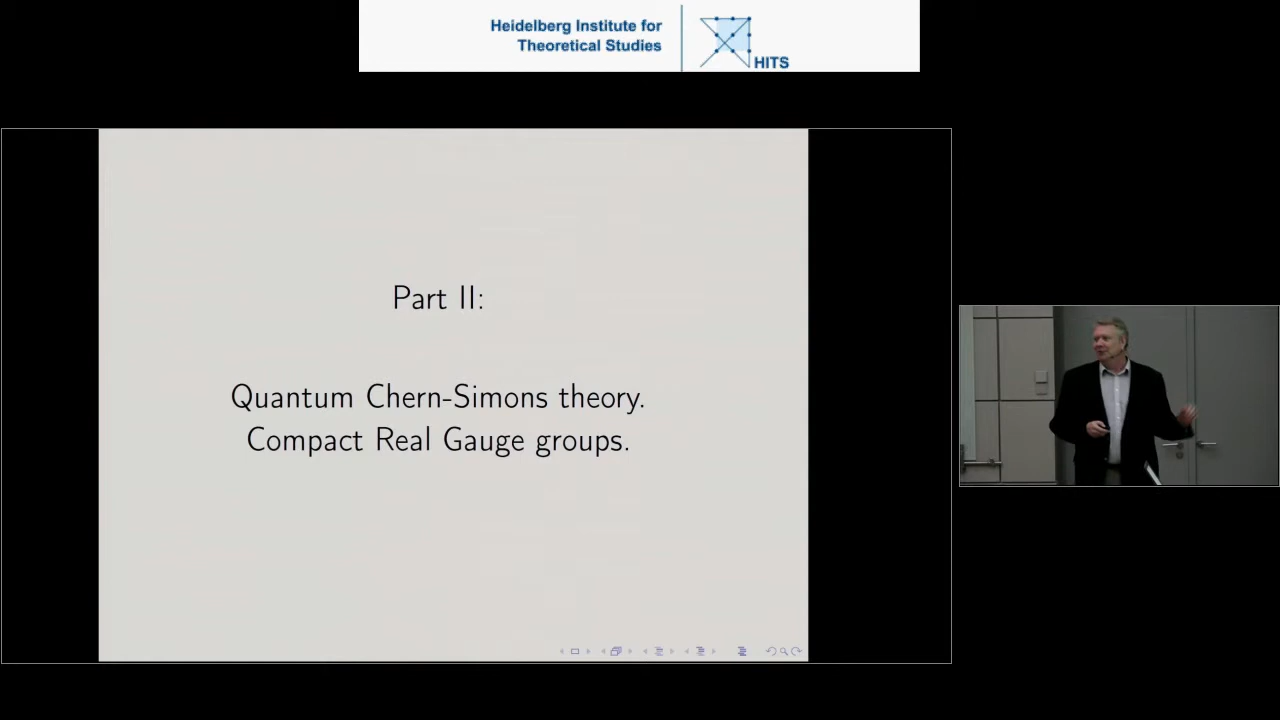 Heidelberg Institute for
Theoretical Studies
HITS
Part II:
Quantum Chern-Simons theory.
Compact Real Gauge groups.